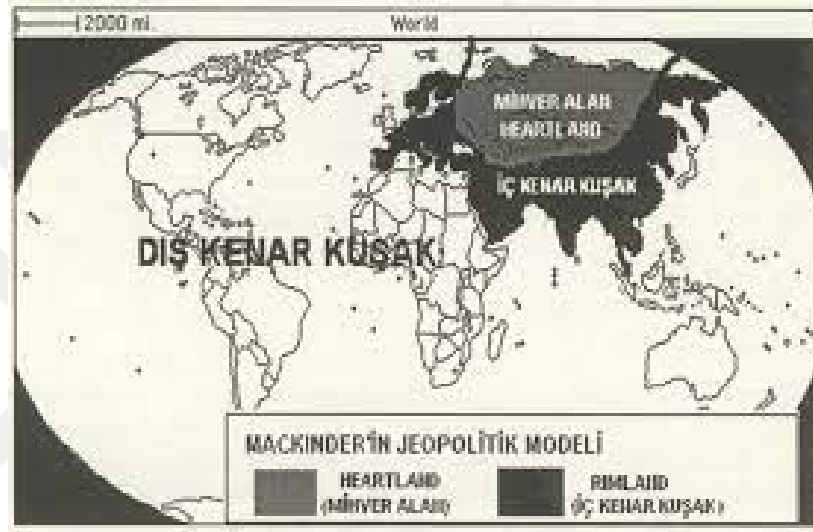 2000 mi. World
MİHVER ALAN
HEARTLAND
İÇ KENAR KUŞAK
DIŞ KENAR KUŞAK
MACKINDER'İN JEOPOLİTİK MODELİ
HEARTLAND
(MİHVER ALAN)
RIMLAND
(İÇ KENAR KUŞAK)